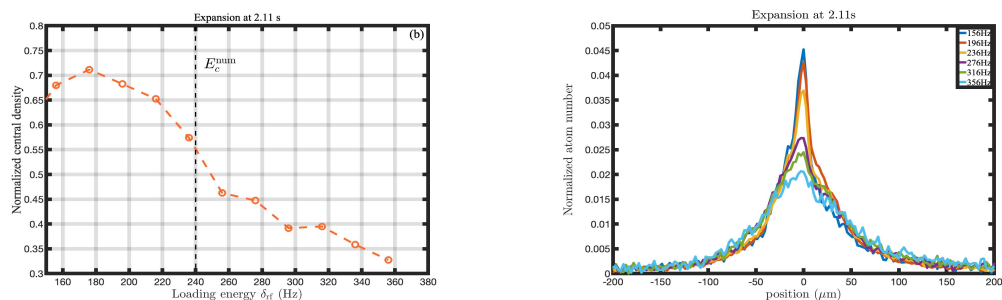 Expansion at 2.11 s
(b)
E_c^num
Normalized central density
0.8
0.75
0.7
0.65
0.6
0.55
0.5
0.45
0.4
0.35
0.3
160 180 200 220 240 260 280 300 320 340 360 380
Loading energy δ_rf (Hz)
Expansion at 2.11s
156Hz
196Hz
236Hz
276Hz
316Hz
356Hz
Normalized atom number
0.05
0.045
0.04
0.035
0.03
0.025
0.02
0.015
0.01
0.005
0
-200 -150 -100 -50 0 50 100 150 200
position (μm)